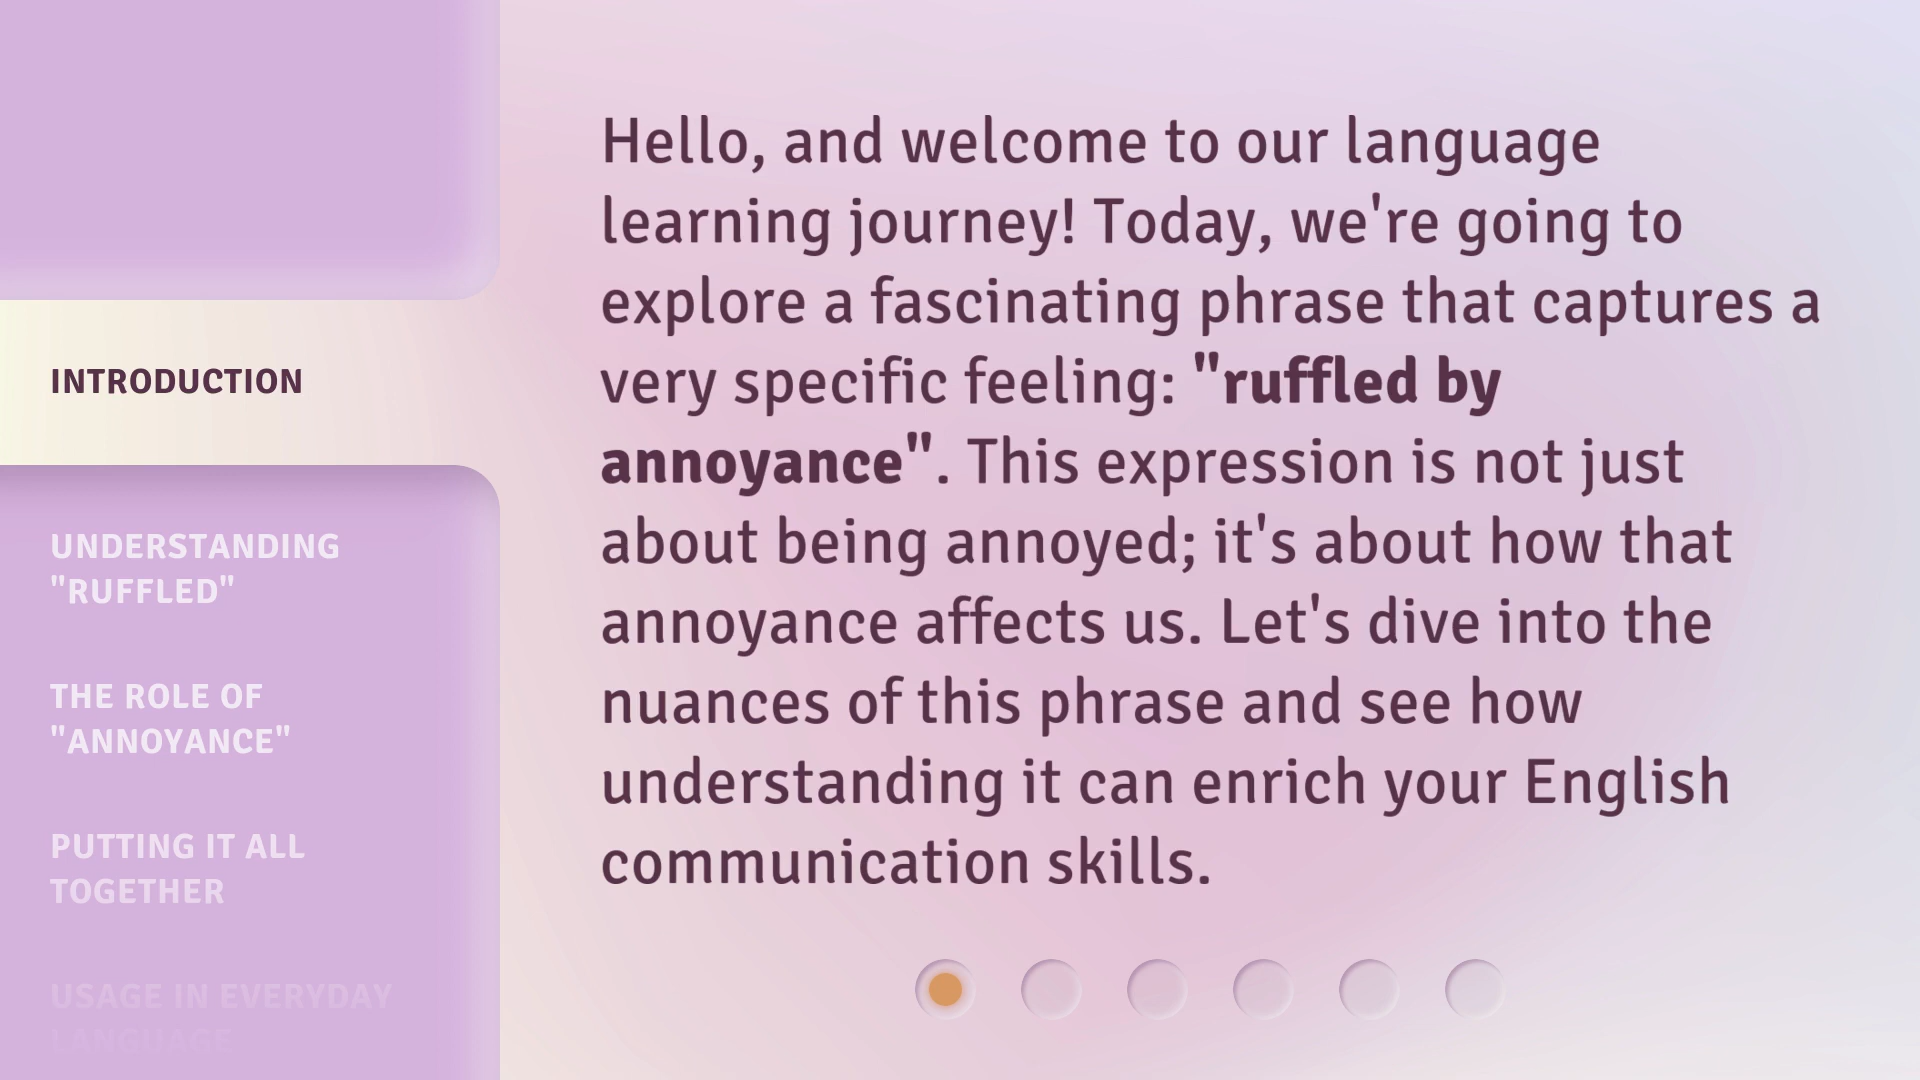 INTRODUCTION
UNDERSTANDING
"RUFFLED"
THE ROLE OF
"ANNOYANCE"
PUTTING IT ALL
TOGETHER
USAGE IN EVERYDAY
LANGUAGE
Hello, and welcome to our language
learning journey! Today, we're going to
explore a fascinating phrase that captures a
very specific feeling: "ruffled by
annoyance". This expression is not just
about being annoyed; it's about how that
annoyance affects us. Let's dive into the
nuances of this phrase and see how
understanding it can enrich your English
communication skills.